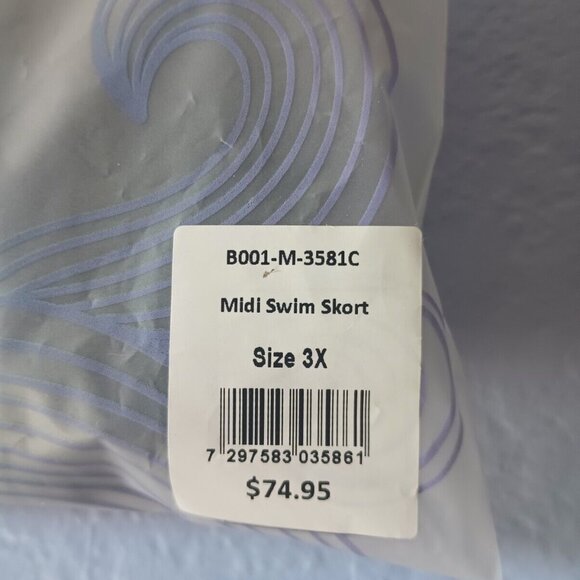 B001-M-3581C
Midi Swim Skort
Size 3X
7 297583 035861
$74.95